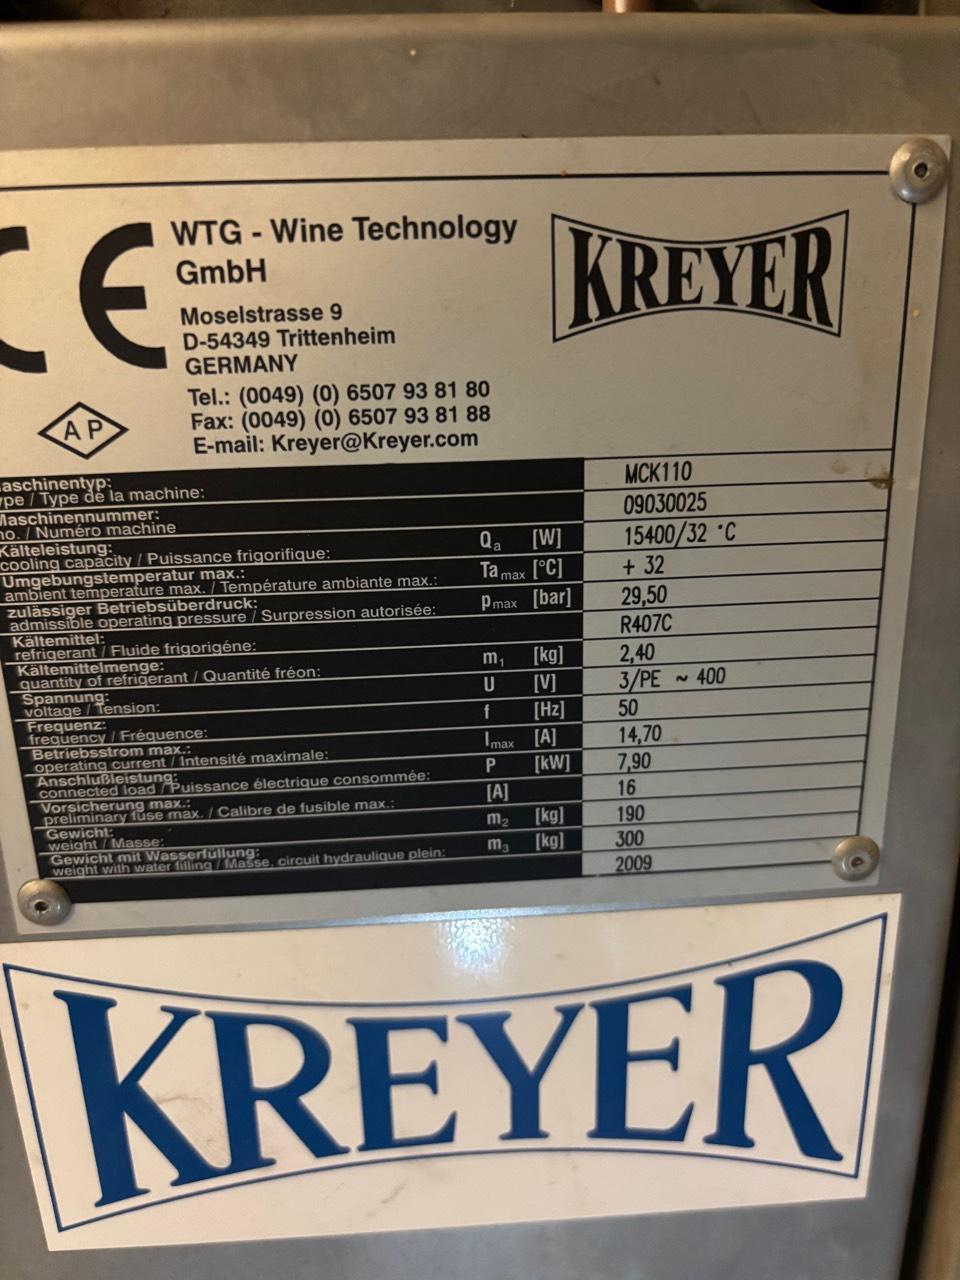 CE
WTG - Wine Technology
GmbH
Moselstrasse 9
D-54349 Trittenheim
GERMANY
Tel.: (0049) (0) 6507 93 81 80
Fax: (0049) (0) 6507 93 81 88
E-mail: Kreyer@Kreyer.com
KREYER
AP
aschinentyp: MCK110
ype / Type de la machine:
Maschinennummer: 09030025
no. / Numéro machine
Kälteleistung: Qa [W] 15400/32 °C
cooling capacity / Puissance frigorifique:
Umgebungstemperatur max.: Ta max [°C] + 32
ambient temperature max. / Température ambiante max.:
zulässiger Betriebsüberdruck: pmax [bar] 29,50
admissible operating pressure / Surpression autorisée:
Kältemittel: R407C
refrigerant / Fluide frigorigéne:
Kältemittelmenge: m1 [kg] 2,40
quantity of refrigerant / Quantité fréon:
Spannung: U [V] 3/PE ~ 400
voltage / Tension:
Frequenz: f [Hz] 50
frequency / Fréquence:
Betriebsstrom max.: Imax [A] 14,70
operating current / Intensité maximale:
Anschlußleistung: P [kW] 7,90
connected load / Puissance électrique consommée:
Vorsicherung max.: [A] 16
preliminary fuse max. / Calibre de fusible max.:
Gewicht: m2 [kg] 190
weight / Masse:
Gewicht mit Wasserfüllung: m3 [kg] 300
weight with water filling / Masse, circuit hydraulique plein:
2009
KREYER